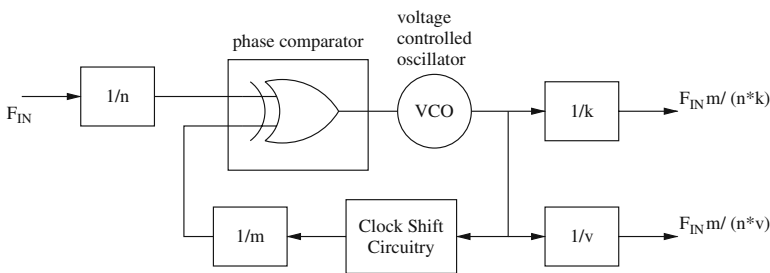 voltage
controlled
oscillator
phase comparator
F_IN
1/n
VCO
1/k
F_IN m/ (n*k)
1/m
Clock Shift
Circuitry
1/v
F_IN m/ (n*v)